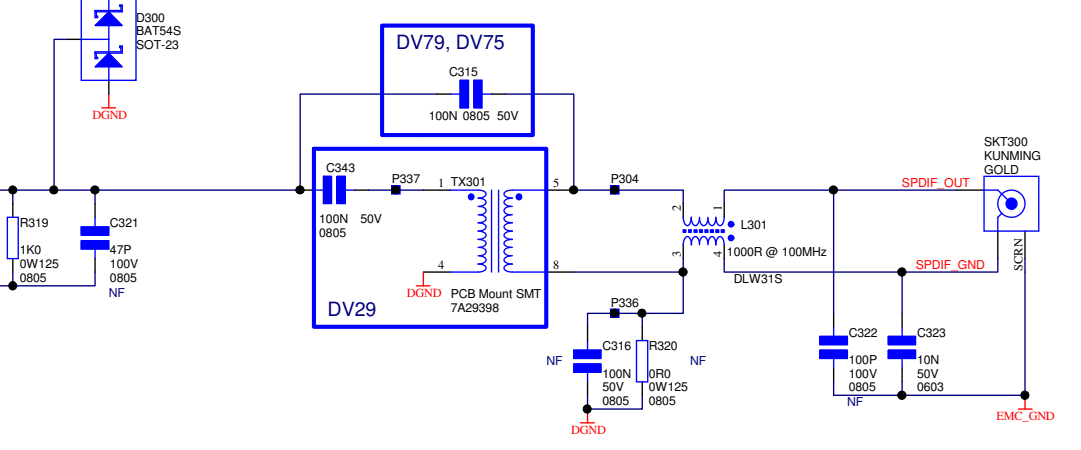 D300
BAT54S
SOT-23
DGND
DV79, DV75
C315
100N 0805 50V
SKT300
KUNMING
GOLD
SPDIF_OUT
C343
P337
1
TX301
5
P304
100N 50V
0805
2
1
L301
R319
1K0
0W125
0805
C321
47P
100V
0805
NF
3
4
1000R @ 100MHz
DLW31S
SPDIF_GND
SCRN
4
8
DGND
PCB Mount SMT
7A29398
DV29
P336
NF
C316
100N
50V
0805
R320
0R0
0W125
0805
NF
DGND
C322
100P
100V
0805
NF
C323
10N
50V
0603
EMC_GND